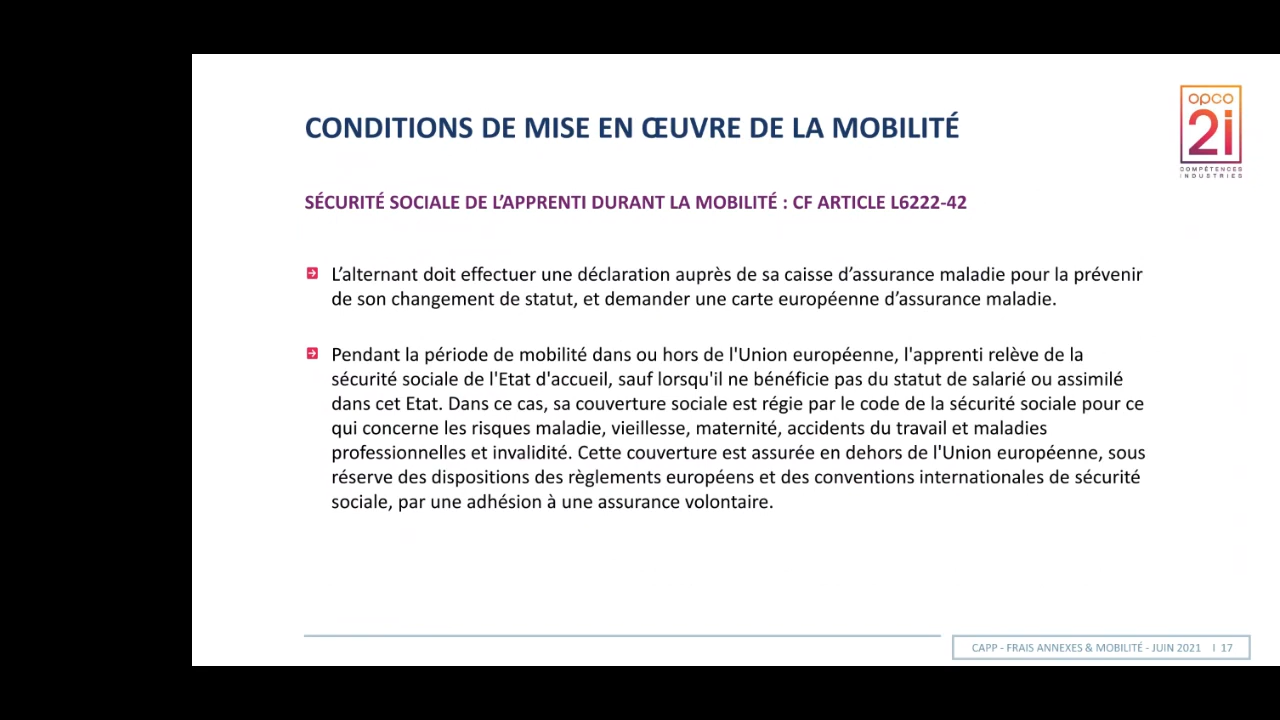 opco
2i
COMPÉTENCES
INDUSTRIES
CONDITIONS DE MISE EN ŒUVRE DE LA MOBILITÉ
SÉCURITÉ SOCIALE DE L’APPRENTI DURANT LA MOBILITÉ : CF ARTICLE L6222-42
L’alternant doit effectuer une déclaration auprès de sa caisse d’assurance maladie pour la prévenir
de son changement de statut, et demander une carte européenne d’assurance maladie.
Pendant la période de mobilité dans ou hors de l'Union européenne, l'apprenti relève de la
sécurité sociale de l'Etat d'accueil, sauf lorsqu'il ne bénéficie pas du statut de salarié ou assimilé
dans cet Etat. Dans ce cas, sa couverture sociale est régie par le code de la sécurité sociale pour ce
qui concerne les risques maladie, vieillesse, maternité, accidents du travail et maladies
professionnelles et invalidité. Cette couverture est assurée en dehors de l'Union européenne, sous
réserve des dispositions des règlements européens et des conventions internationales de sécurité
sociale, par une adhésion à une assurance volontaire.
CAPP - FRAIS ANNEXES & MOBILITÉ - JUIN 2021 I 17